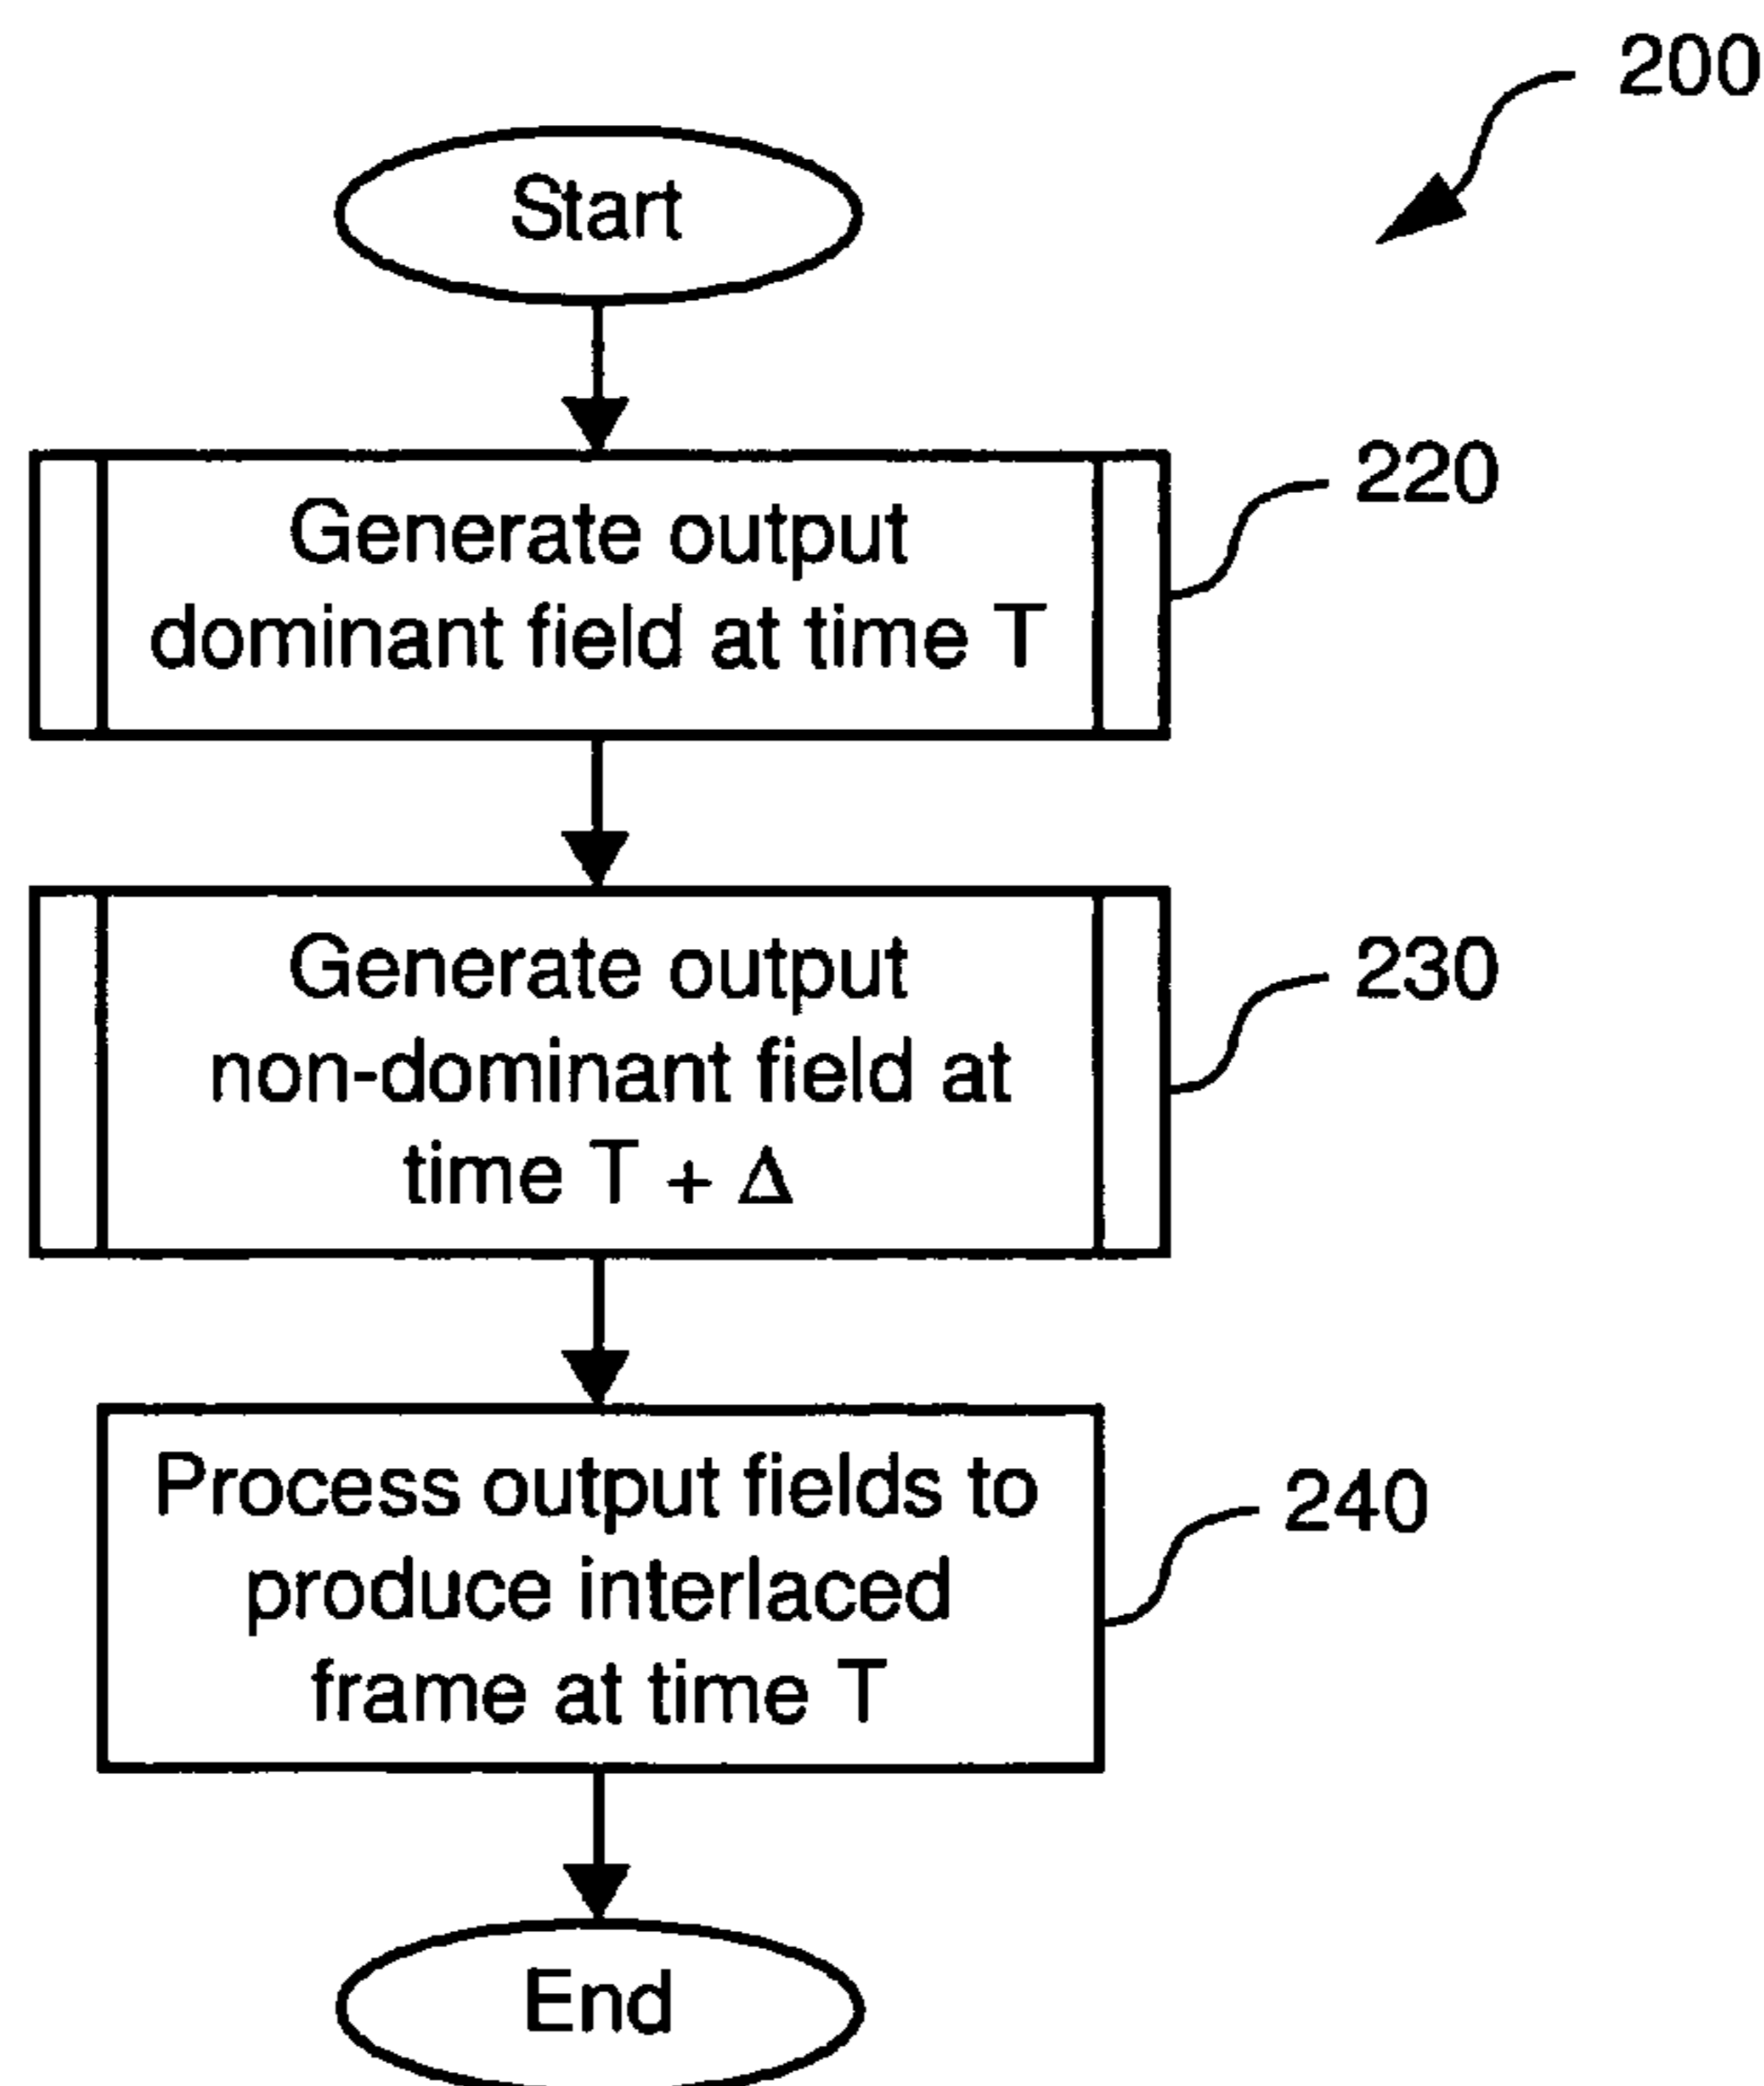 200
Start
Generate output
dominant field at time T
220
Generate output
non-dominant field at
time T + Δ
230
Process output fields to
produce interlaced
frame at time T
240
End